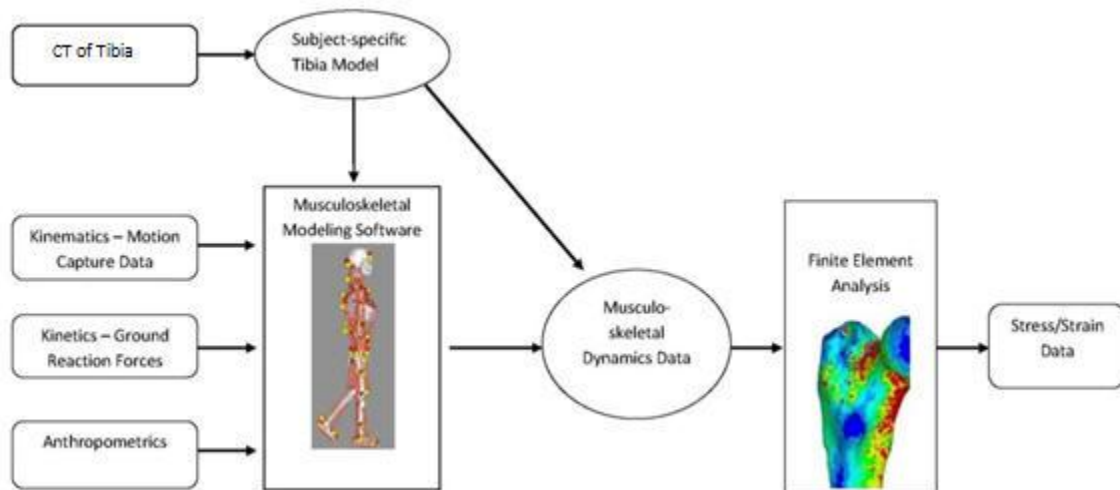 CT of Tibia
Subject-specific
Tibia Model
Musculoskeletal
Modeling Software
Kinematics – Motion
Capture Data
Kinetics – Ground
Reaction Forces
Anthropometrics
Musculo-
skeletal
Dynamics Data
Finite Element
Analysis
Stress/Strain
Data